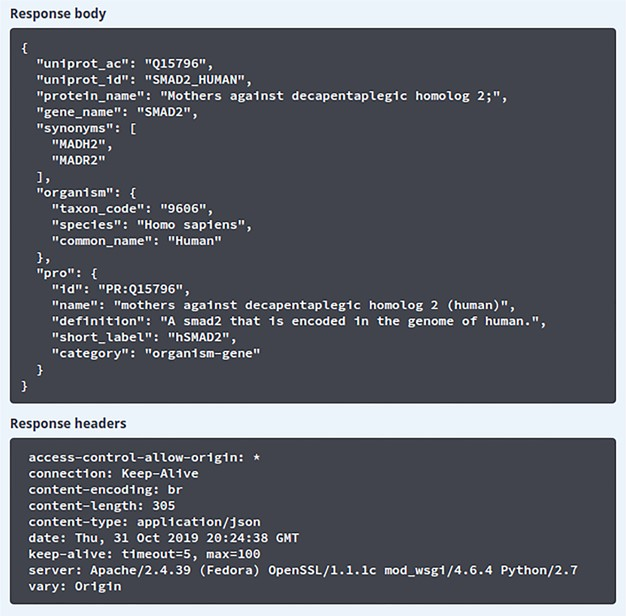 Response body
{
  "uniprot_ac": "Q15796",
  "uniprot_id": "SMAD2_HUMAN",
  "protein_name": "Mothers against decapentaplegic homolog 2;",
  "gene_name": "SMAD2",
  "synonyms": [
    "MADH2",
    "MADR2"
  ],
  "organism": {
    "taxon_code": "9606",
    "species": "Homo sapiens",
    "common_name": "Human"
  },
  "pro": {
    "id": "PR:Q15796",
    "name": "mothers against decapentaplegic homolog 2 (human)",
    "definition": "A smad2 that is encoded in the genome of human.",
    "short_label": "hSMAD2",
    "category": "organism-gene"
  }
}
Response headers
access-control-allow-origin: *
connection: Keep-Alive
content-encoding: br
content-length: 305
content-type: application/json
date: Thu, 31 Oct 2019 20:24:38 GMT
keep-alive: timeout=5, max=100
server: Apache/2.4.39 (Fedora) OpenSSL/1.1.1c mod_wsgi/4.6.4 Python/2.7
vary: Origin